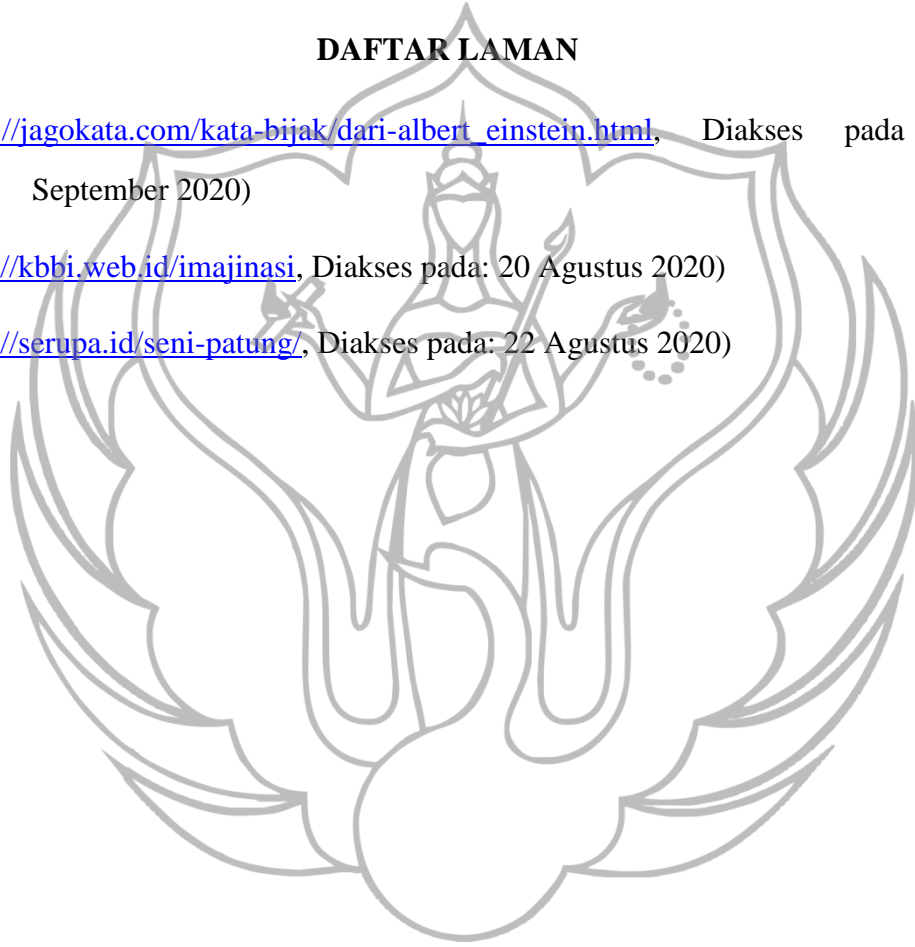 DAFTAR LAMAN
//jagokata.com/kata-bijak/dari-albert_einstein.html, Diakses pada
September 2020)
//kbbi.web.id/imajinasi, Diakses pada: 20 Agustus 2020)
//serupa.id/seni-patung/, Diakses pada: 22 Agustus 2020)